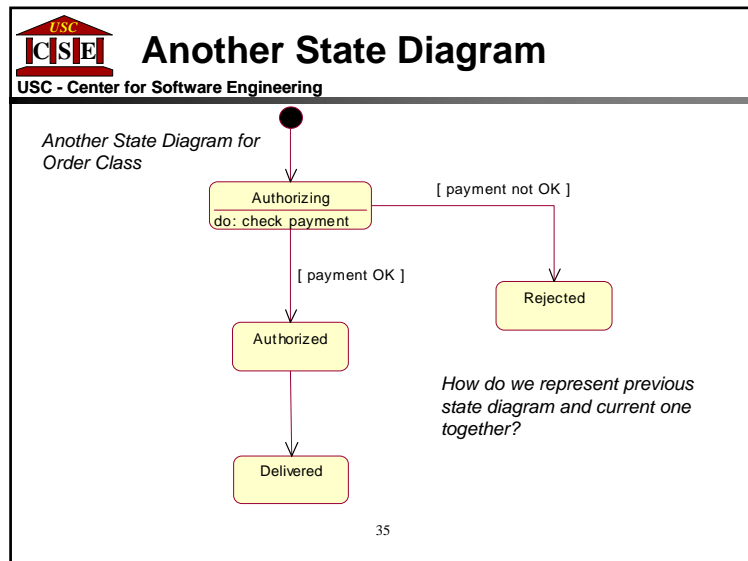 USC
C S E
Another State Diagram
USC - Center for Software Engineering
Another State Diagram for
Order Class
Authorizing
do: check payment
[ payment not OK ]
[ payment OK ]
Rejected
Authorized
How do we represent previous
state diagram and current one
together?
Delivered
35